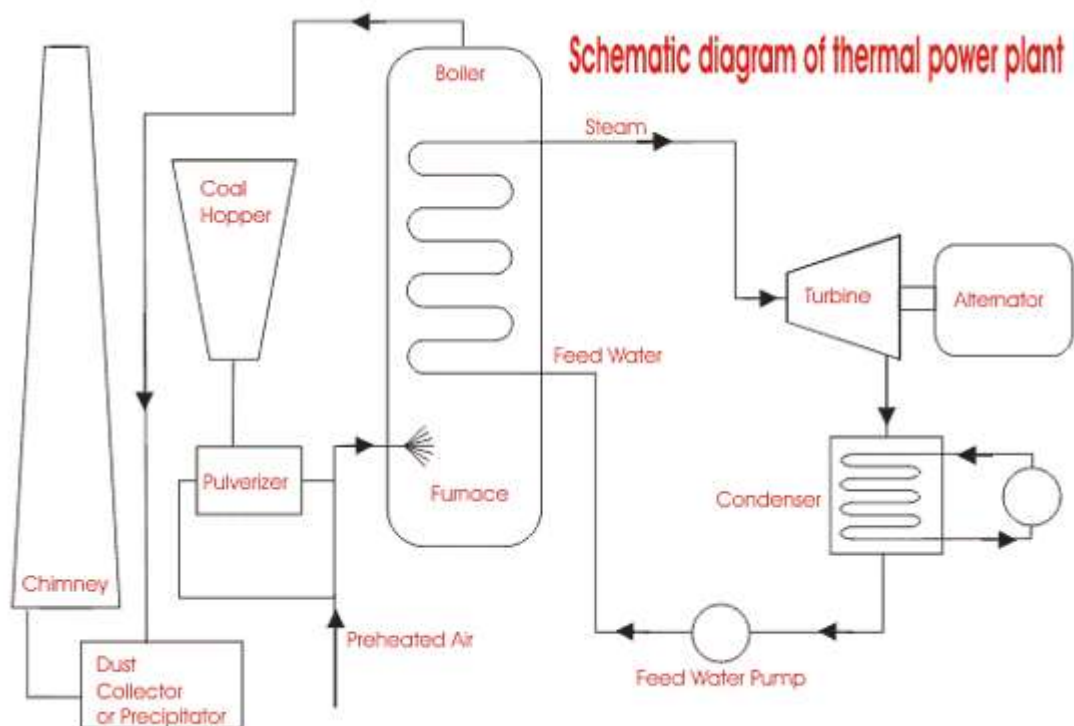 Schematic diagram of thermal power plant
Boiler
Steam
Coal
Hopper
Turbine
Alternator
Feed Water
Pulverizer
Furnace
Condenser
Chimney
Preheated Air
Feed Water Pump
Dust
Collector
or Precipitator